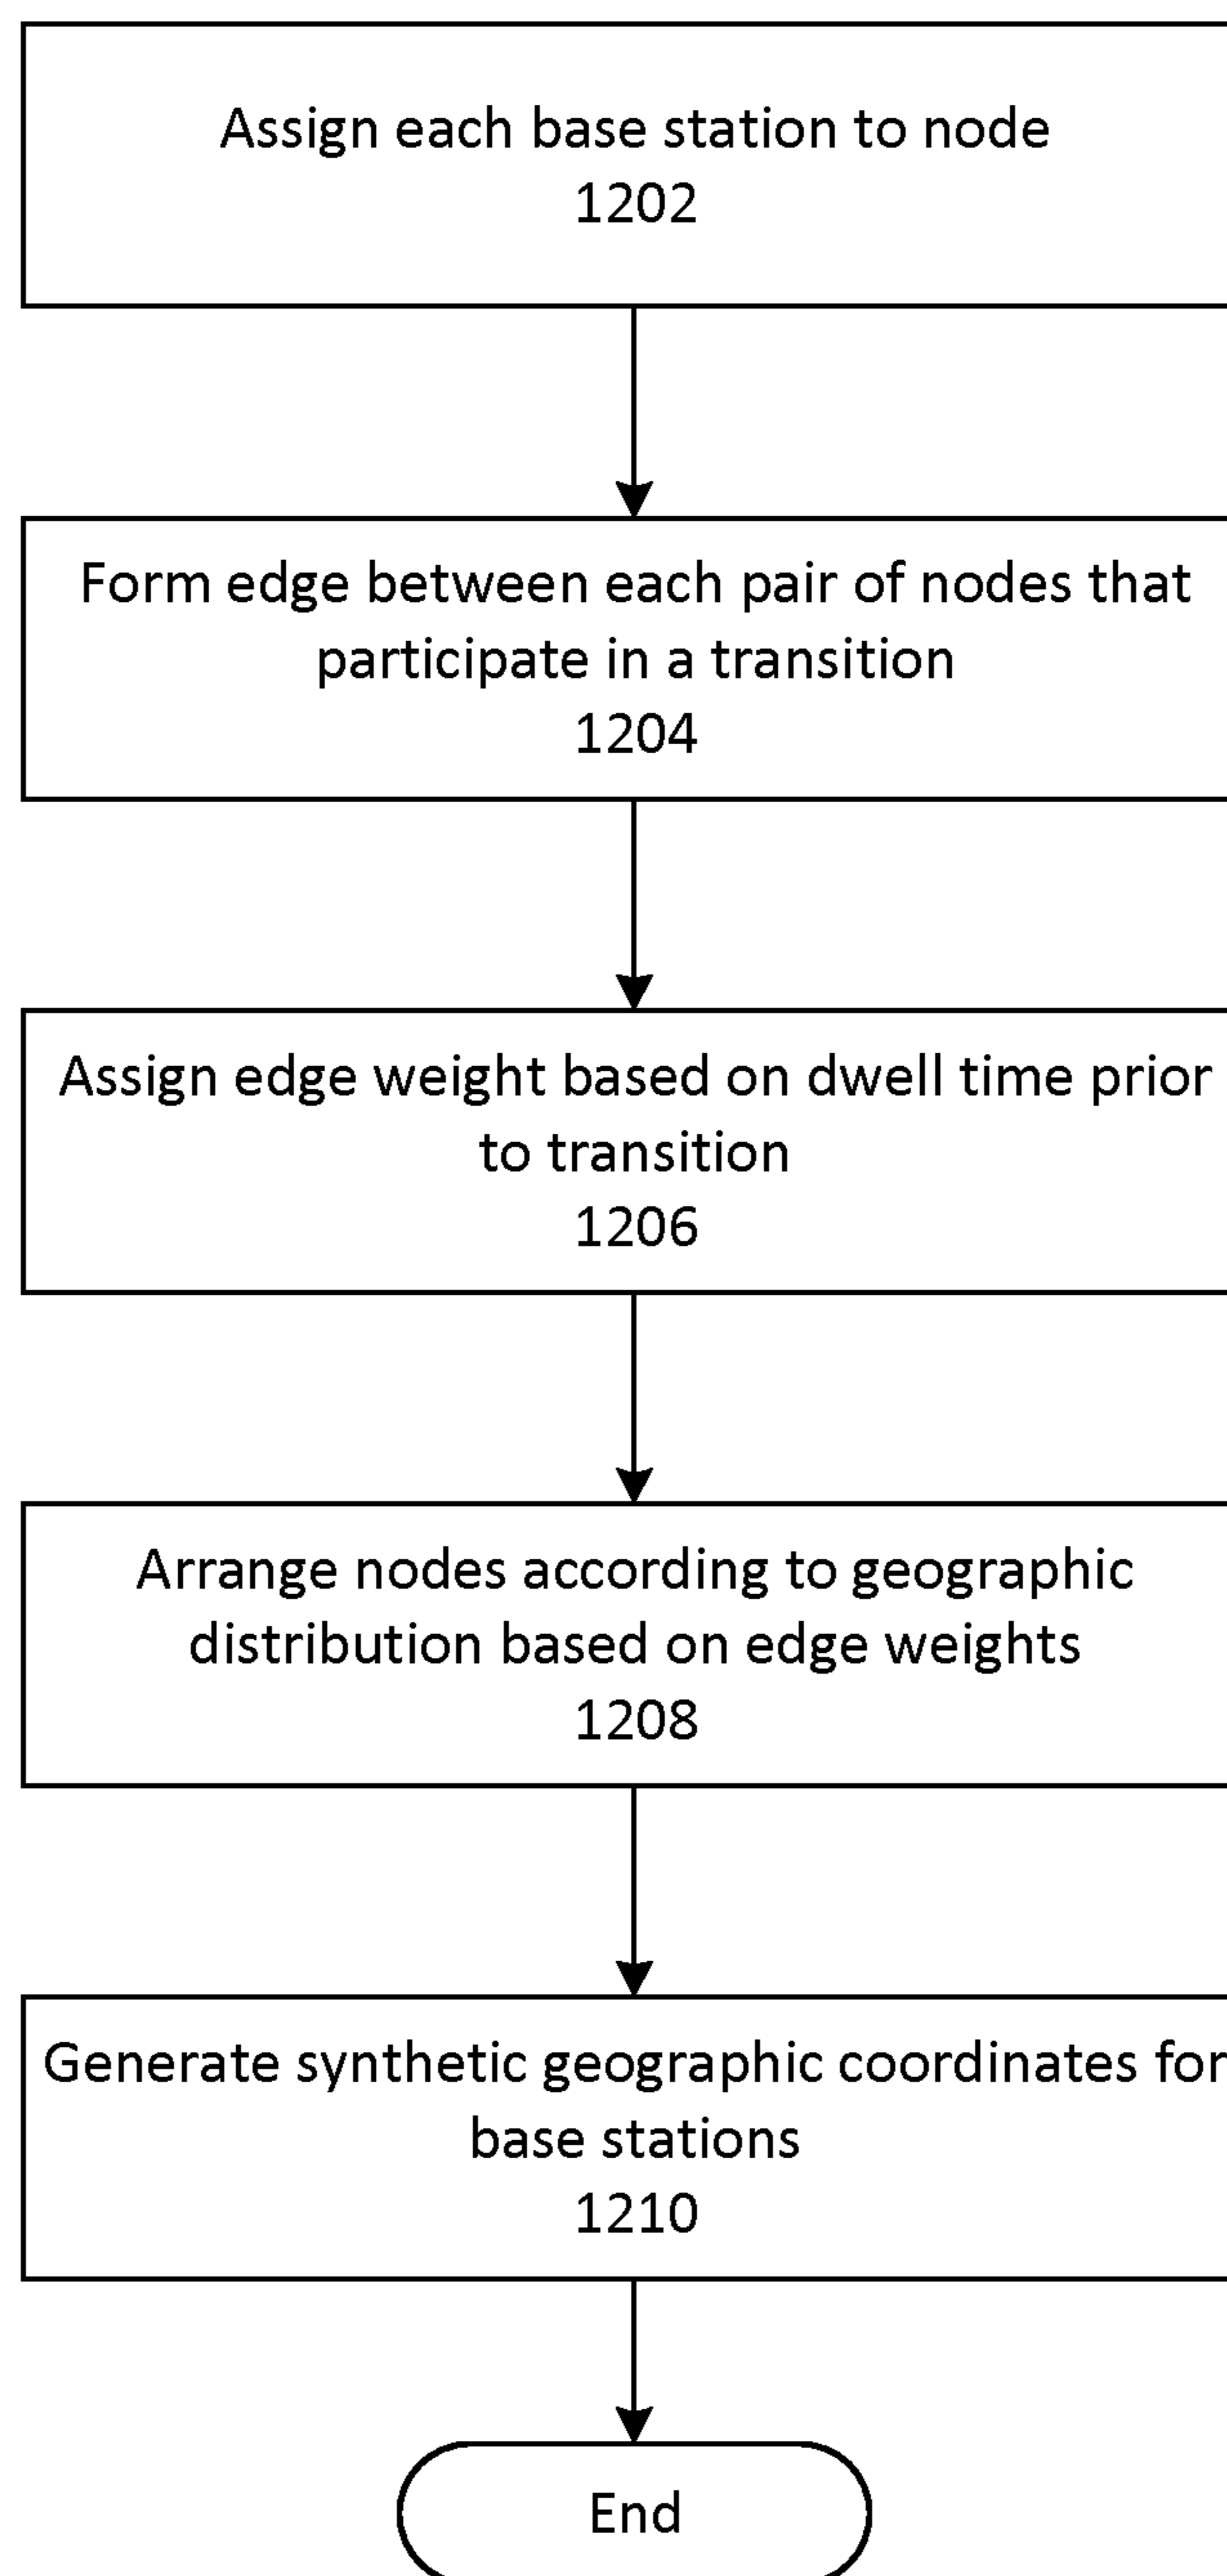 Assign each base station to node
1202
Form edge between each pair of nodes that
participate in a transition
1204
Assign edge weight based on dwell time prior
to transition
1206
Arrange nodes according to geographic
distribution based on edge weights
1208
Generate synthetic geographic coordinates for
base stations
1210
End